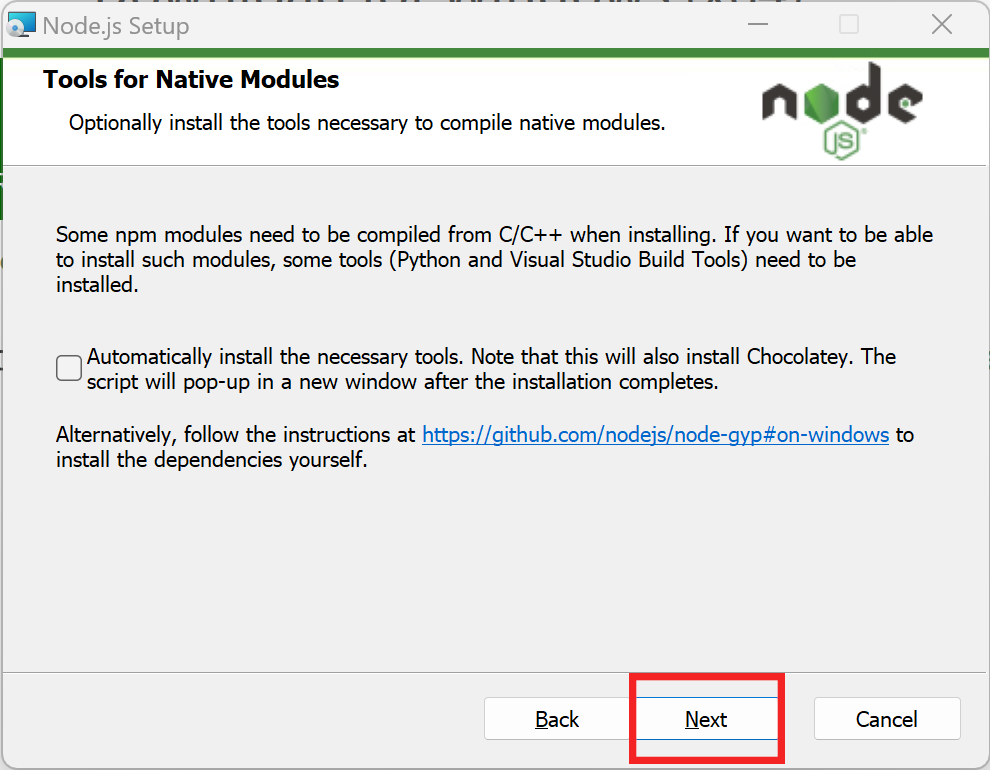 Node.js Setup
Tools for Native Modules
Optionally install the tools necessary to compile native modules.
node
JS
Some npm modules need to be compiled from C/C++ when installing. If you want to be able
to install such modules, some tools (Python and Visual Studio Build Tools) need to be
installed.
Automatically install the necessary tools. Note that this will also install Chocolatey. The
script will pop-up in a new window after the installation completes.
Alternatively, follow the instructions at https://github.com/nodejs/node-gyp#on-windows to
install the dependencies yourself.
Back
Next
Cancel